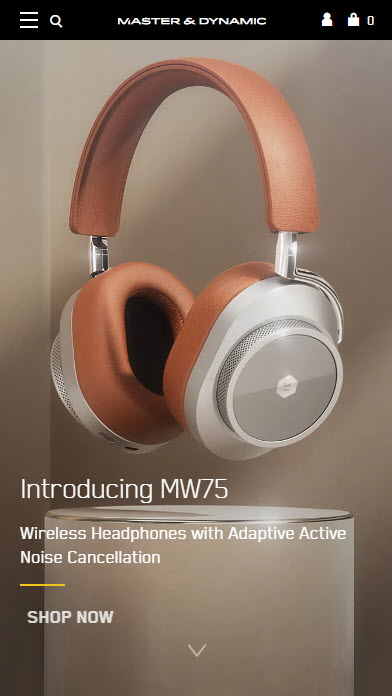 MASTER & DYNAMIC
0
Introducing MW75
Wireless Headphones with Adaptive Active
Noise Cancellation
SHOP NOW